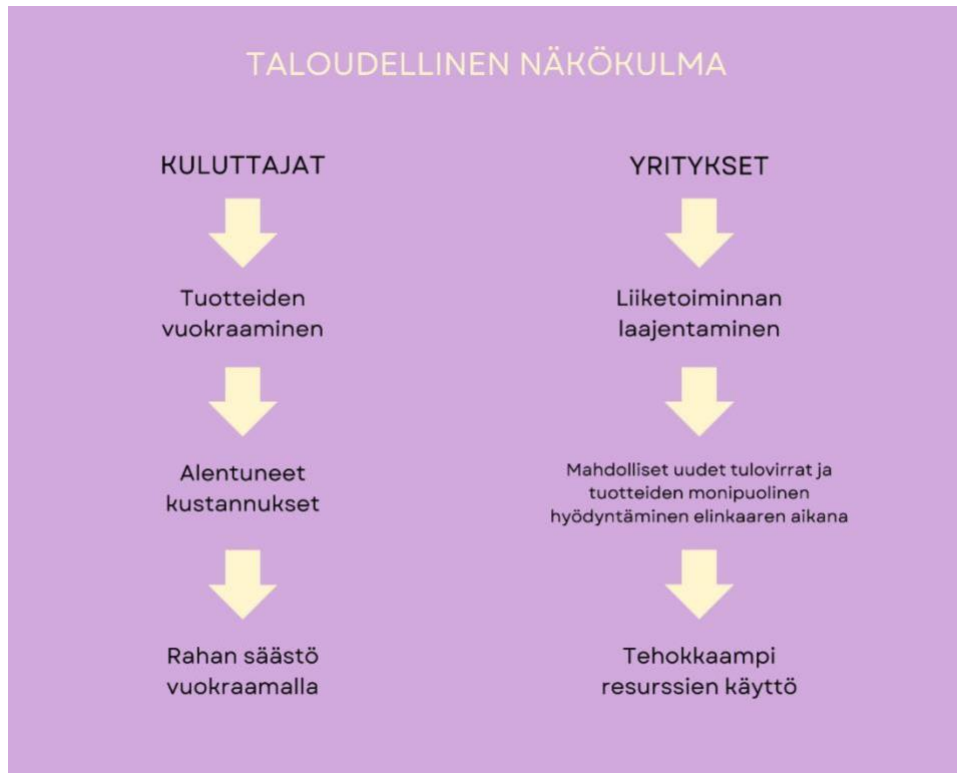 TALOUDELLINEN NÄKÖKULMA
KULUTTAJAT
Tuotteiden
vuokraaminen
Alentuneet
kustannukset
Rahan säästö
vuokraamalla
YRITYKSET
Liiketoiminnan
laajentaminen
Mahdolliset uudet tulovirrat ja
tuotteiden monipuolinen
hyödyntäminen elinkaaren aikana
Tehokkaampi
resurssien käyttö